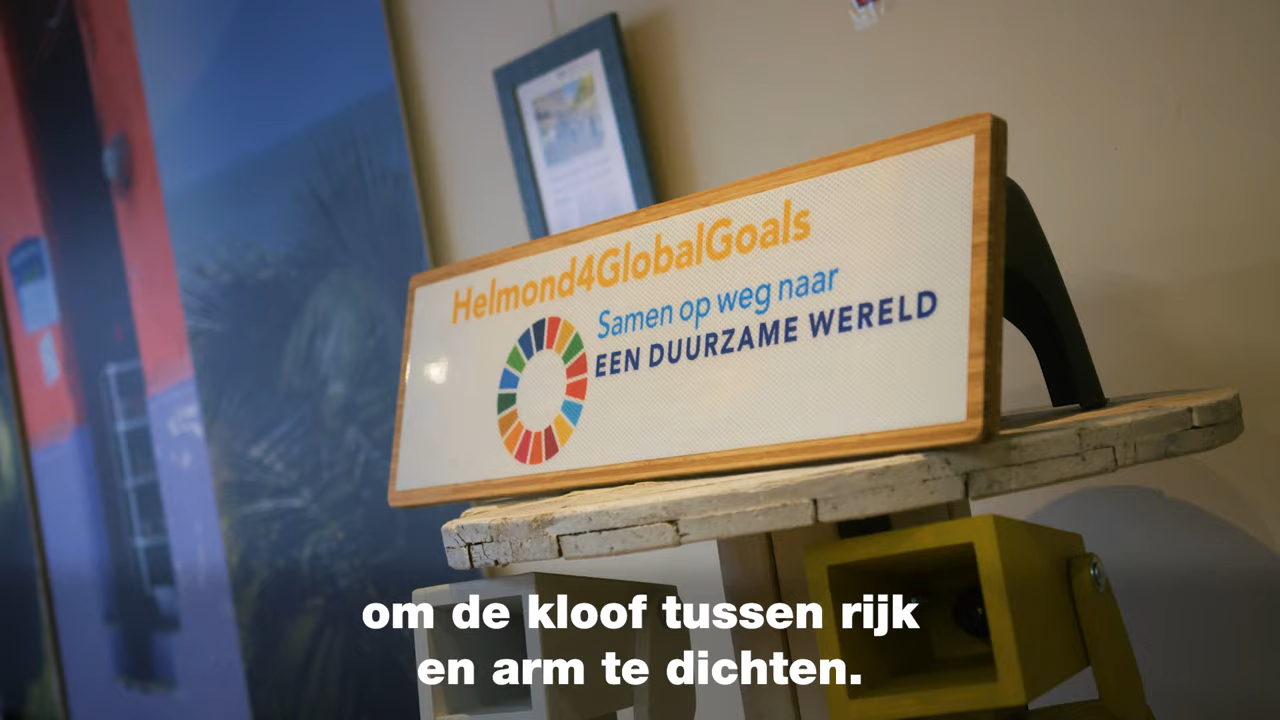 Helmond4GlobalGoals
Samen op weg naar
EEN DUURZAME WERELD
om de kloof tussen rijk
en arm te dichten.